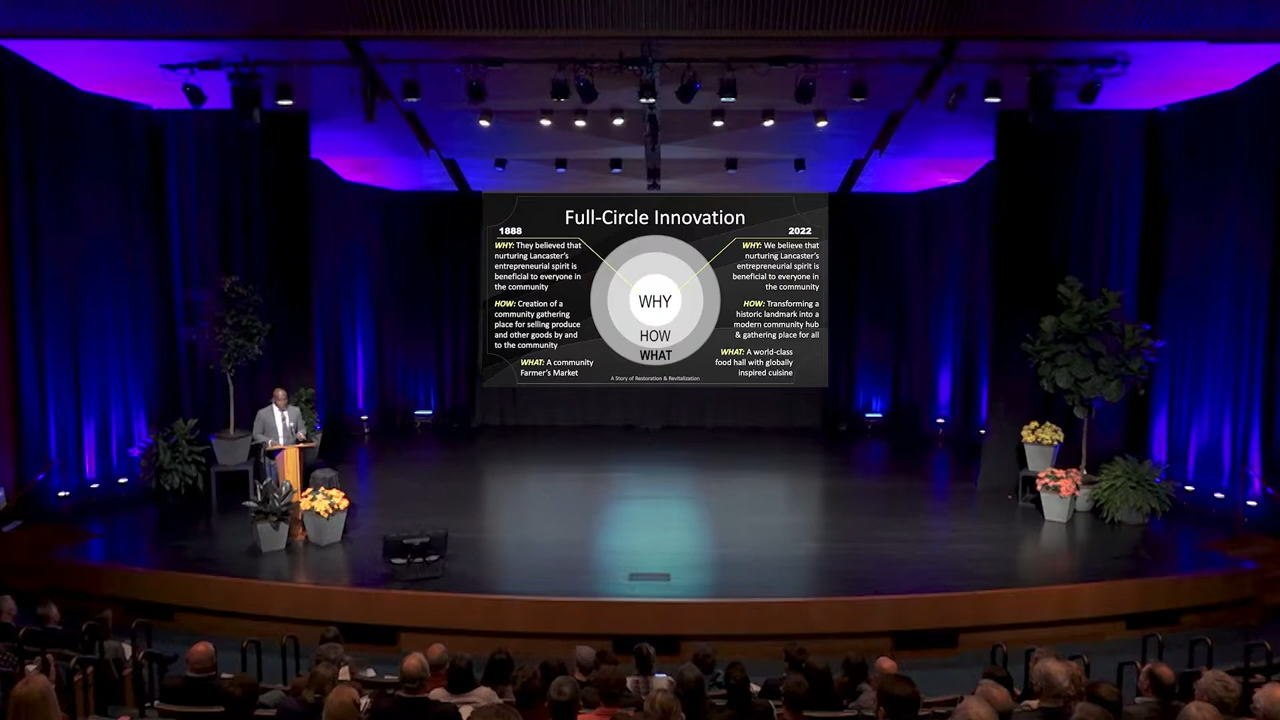 Full-Circle Innovation
1888
WHY: They believed that
nurturing Lancaster's
entrepreneurial spirit is
beneficial to everyone in
the community
HOW: Creation of a
community gathering
place for selling produce
and other goods by and
to the community
WHAT: A community
Farmer's Market
WHY
HOW
WHAT
2022
WHY: We believe that
nurturing Lancaster's
entrepreneurial spirit is
beneficial to everyone in
the community
HOW: Transforming a
historic landmark into a
modern community hub
& gathering place for all
WHAT: A world-class
food hall with globally
inspired cuisine
A Story of Restoration & Revitalization